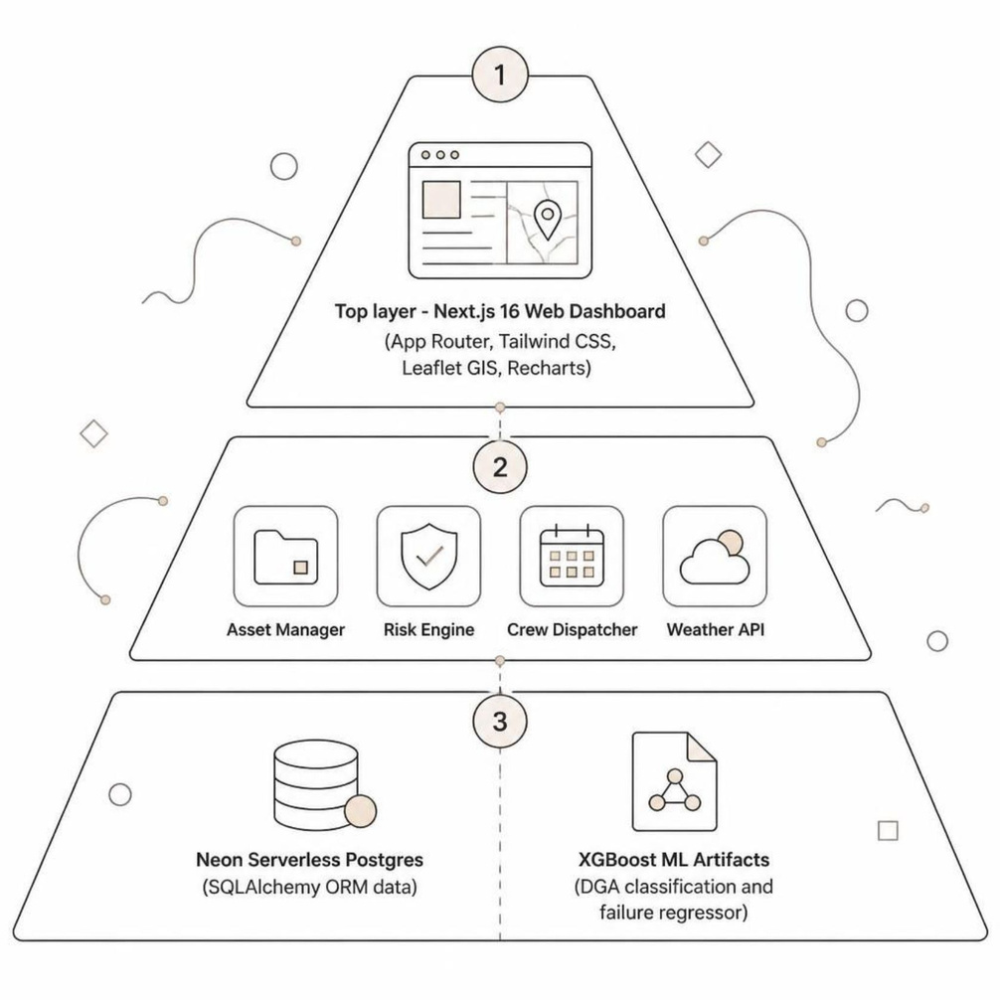 1
Top layer - Next.js 16 Web Dashboard
(App Router, Tailwind CSS,
Leaflet GIS, Recharts)
2
Asset Manager
Risk Engine
Crew Dispatcher
Weather API
3
Neon Serverless Postgres
(SQLAlchemy ORM data)
XGBoost ML Artifacts
(DGA classification and
failure regressor)